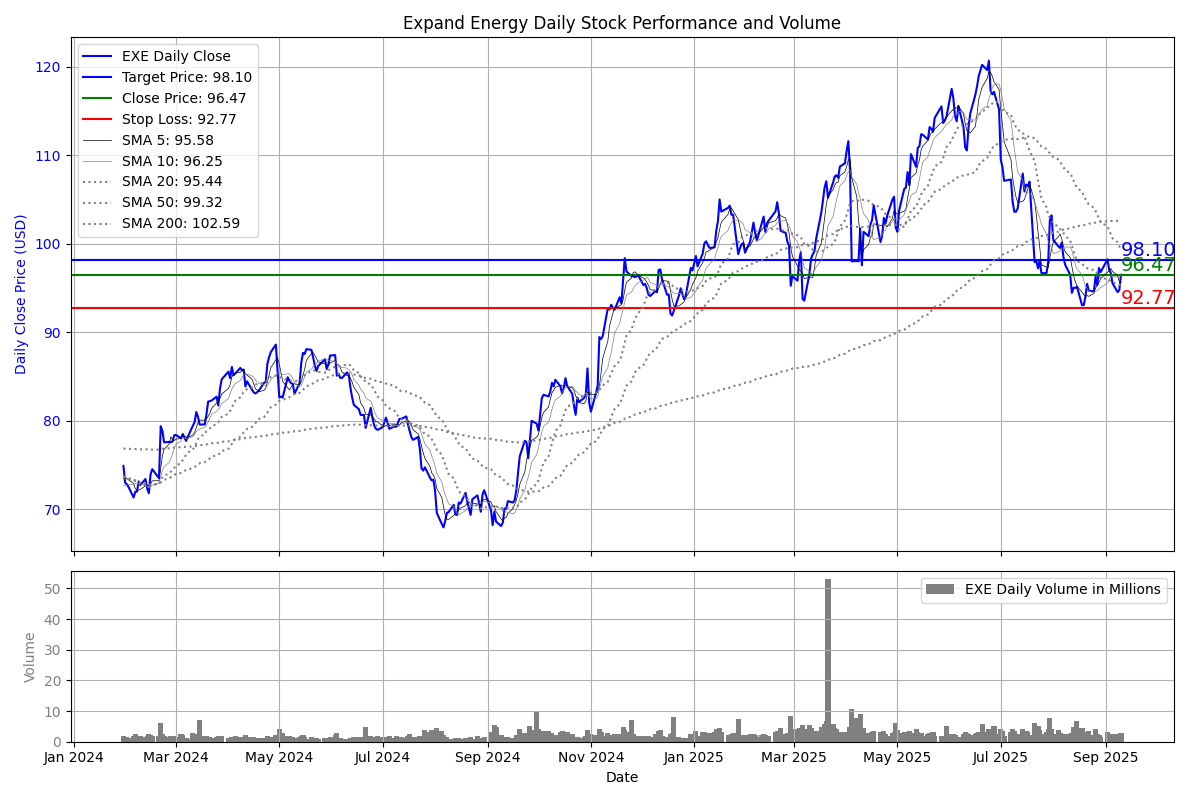 Expand Energy Daily Stock Performance and Volume
EXE Daily Close
Target Price: 98.10
Close Price: 96.47
Stop Loss: 92.77
SMA 5: 95.58
SMA 10: 96.25
SMA 20: 95.44
SMA 50: 99.32
SMA 200: 102.59
Daily Close Price (USD)
120
110
100
90
80
70
98.10
96.47
92.77
EXE Daily Volume in Millions
Volume
50
40
30
20
10
0
Jan 2024 Mar 2024 May 2024 Jul 2024 Sep 2024 Nov 2024 Jan 2025 Mar 2025 May 2025 Jul 2025 Sep 2025
Date